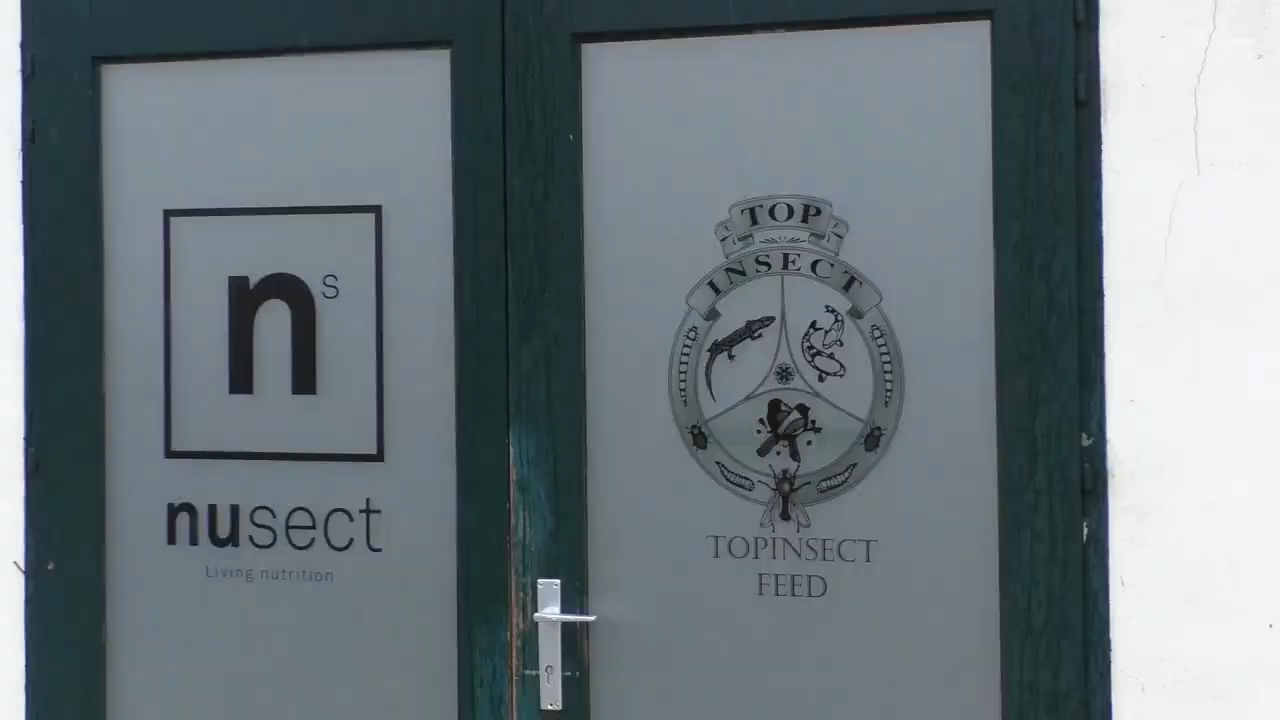 n s
nusect
Living nutrition
TOP
INSECT
TOPINSECT
FEED